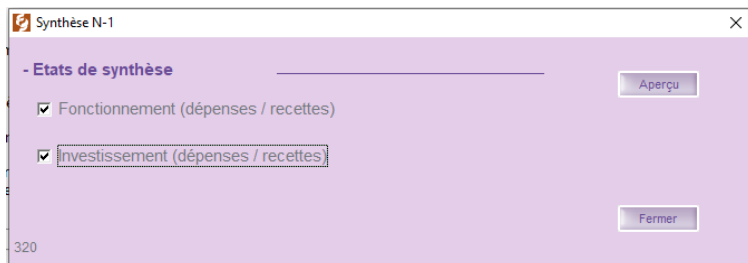 Synthèse N-1
- Etats de synthèse
Aperçu
Fonctionnement (dépenses / recettes)
Investissement (dépenses / recettes)
Fermer
320